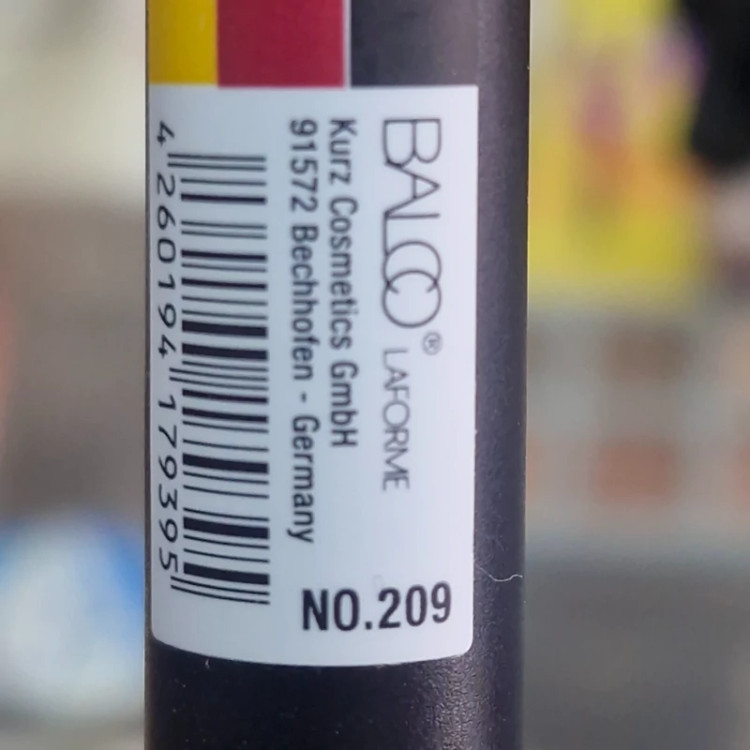 BALCO® LAFORME
Kurz Cosmetics GmbH
91572 Bechhofen - Germany
4 260194 179395
NO.209